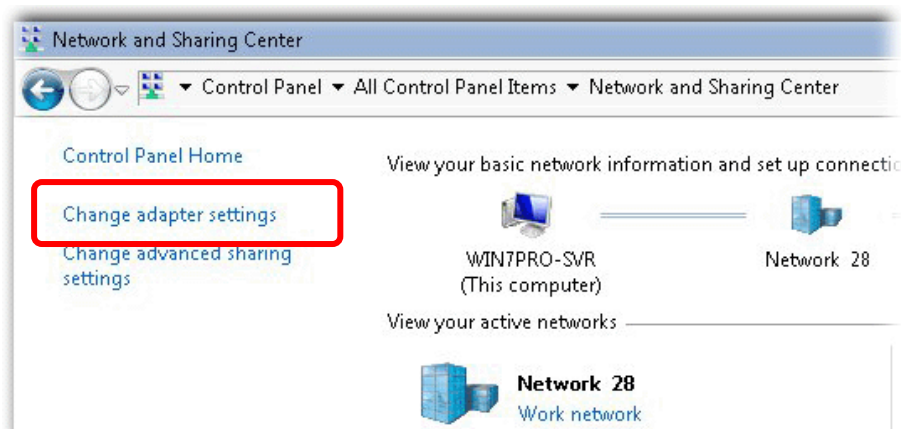 Network and Sharing Center
Control Panel All Control Panel Items Network and Sharing Center
Control Panel Home
Change adapter settings
Change advanced sharing
settings
View your basic network information and set up
WIN7PRO-SVR
(This computer)
Network 28
View your active networks
Network 28
Work network